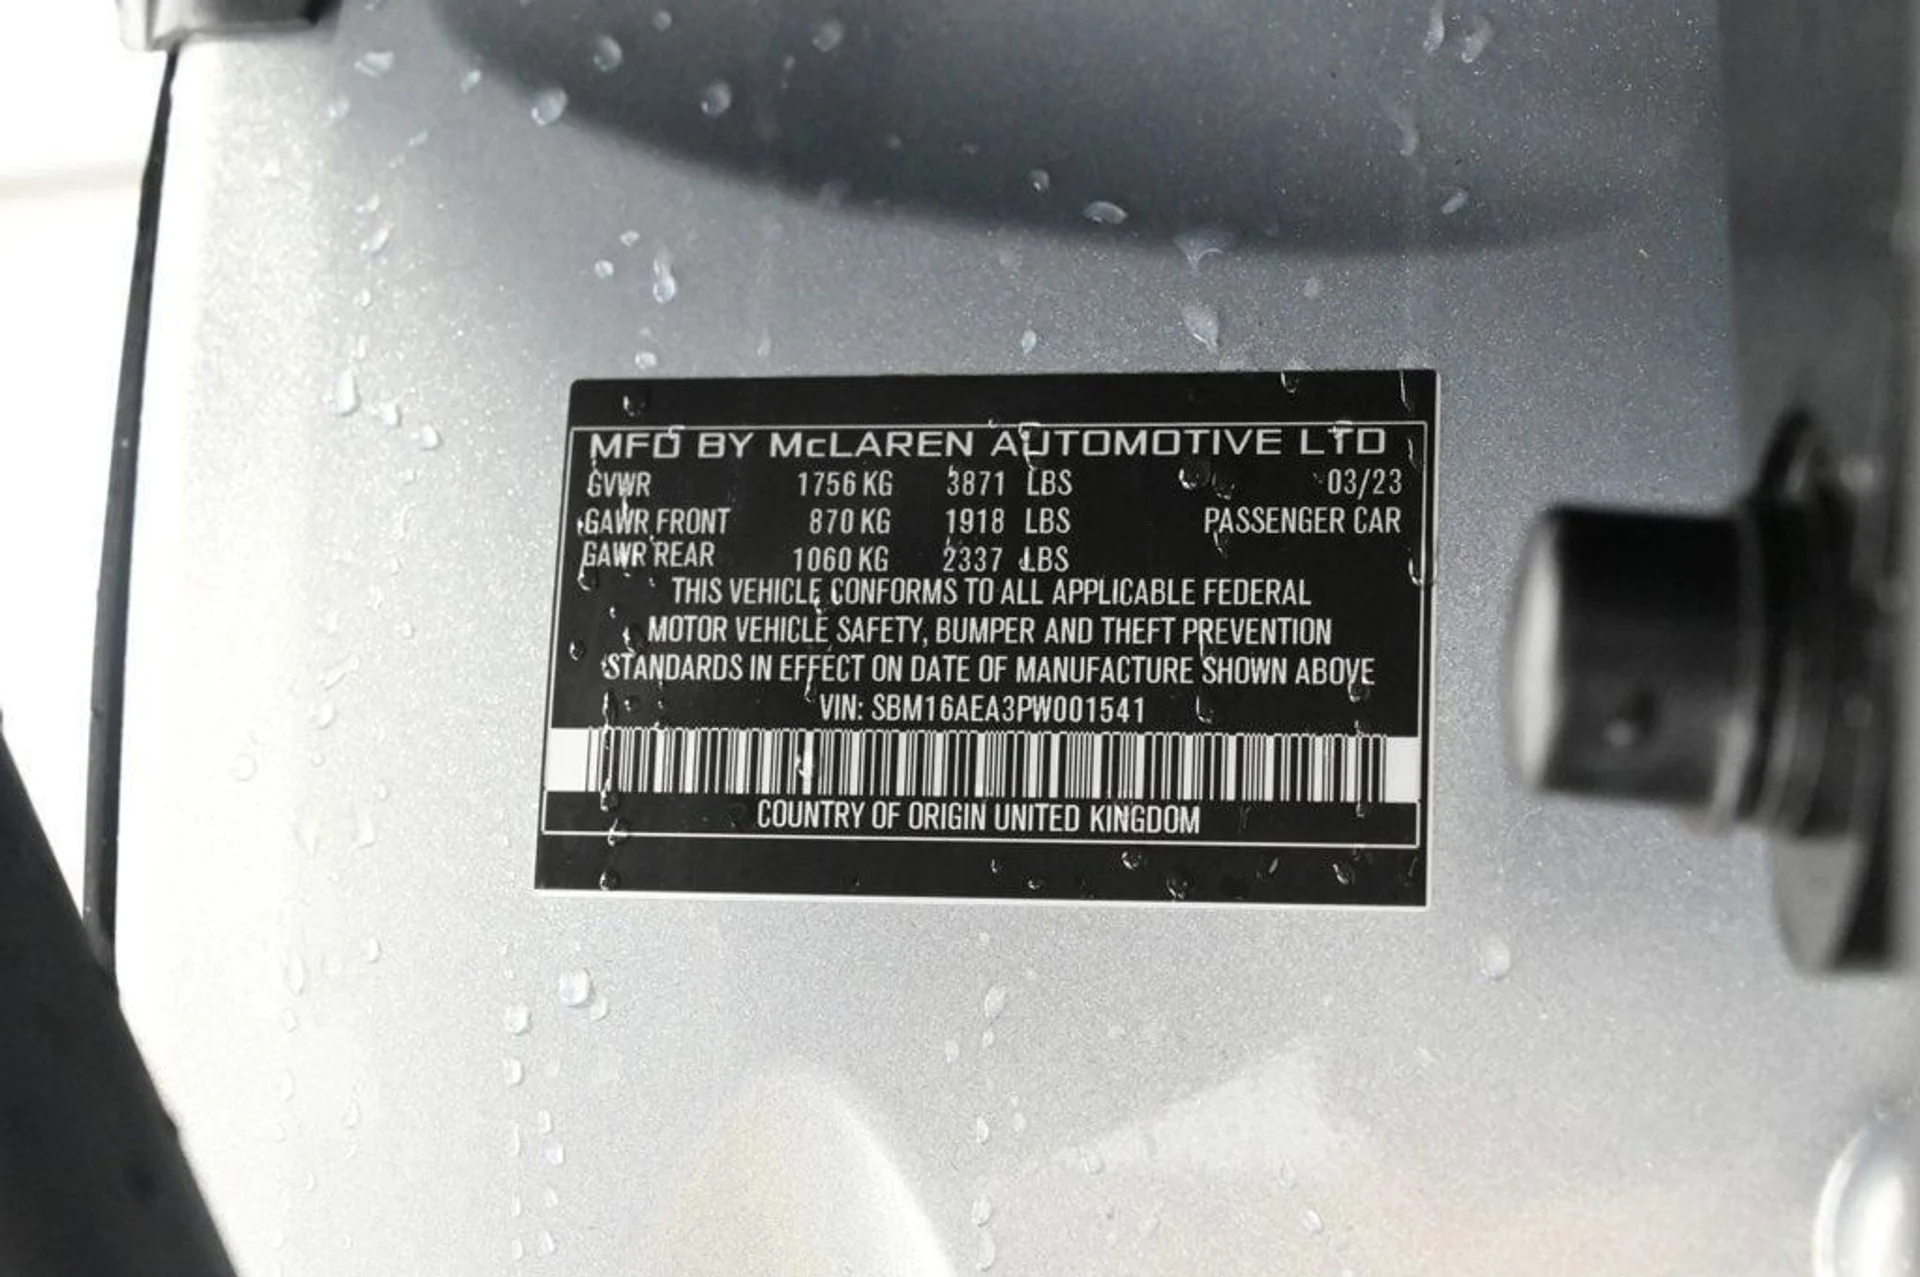 MFD BY McLAREN AUTOMOTIVE LTD
GVWR 1756 KG 3871 LBS 03/23
GAWR FRONT 870 KG 1918 LBS PASSENGER CAR
GAWR REAR 1060 KG 2337 LBS
THIS VEHICLE CONFORMS TO ALL APPLICABLE FEDERAL
MOTOR VEHICLE SAFETY, BUMPER AND THEFT PREVENTION
STANDARDS IN EFFECT ON DATE OF MANUFACTURE SHOWN ABOVE
VIN: SBM16AEA3PW001541
COUNTRY OF ORIGIN UNITED KINGDOM